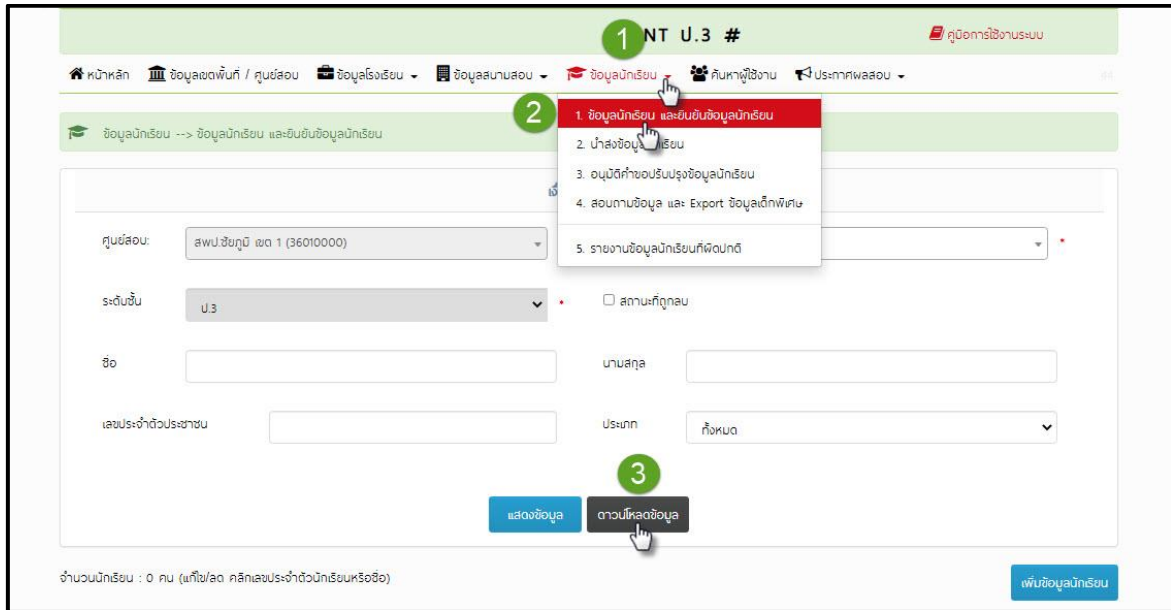 1
NT ป.3 #
คู่มือการใช้งานระบบ
หน้าหลัก ข้อมูลเขตพื้นที่ / ศูนย์สอบ ข้อมูลโรงเรียน ข้อมูลสนามสอบ ข้อมูลนักเรียน ค้นหาผู้ใช้งาน ประกาศผลสอบ
2
1. ข้อมูลนักเรียน และยืนยันข้อมูลนักเรียน
ข้อมูลนักเรียน --> ข้อมูลนักเรียน และยืนยันข้อมูลนักเรียน
2. นำส่งข้อมูลนักเรียน
3. อนุมัติคำขอปรับปรุงข้อมูลนักเรียน
4. สอบถามข้อมูล และ Export ข้อมูลเด็กพิเศษ
5. รายงานข้อมูลนักเรียนที่ผิดปกติ
ศูนย์สอบ: สพป.ชัยภูมิ เขต 1 (36010000) *
ระดับชั้น ป.3 * สถานะที่ถูกลบ
ชื่อ นามสกุล
เลขประจำตัวประชาชน ประเภท ทั้งหมด
3
แสดงข้อมูล ดาวน์โหลดข้อมูล
จำนวนนักเรียน : 0 คน (แก้ไข/ลด คลิกเลขประจำตัวนักเรียนหรือชื่อ) เพิ่มข้อมูลนักเรียน